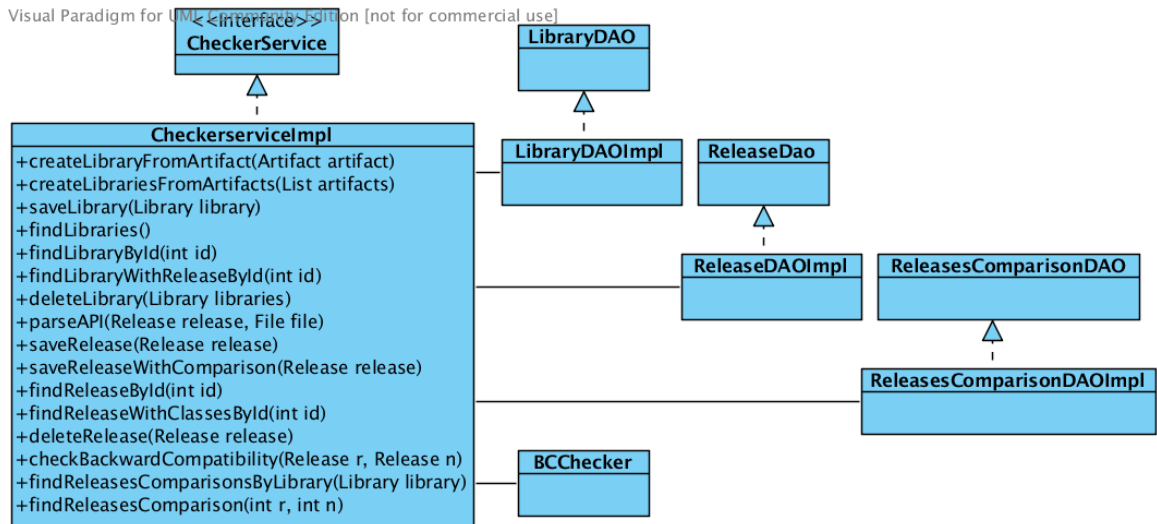 Visual Paradigm for UML Community Edition [not for commercial use]
<<Interface>>
CheckerService
LibraryDAO
CheckerserviceImpl
+createLibraryFromArtifact(Artifact artifact)
+createLibrariesFromArtifacts(List artifacts)
+saveLibrary(Library library)
+findLibraries()
+findLibraryById(int id)
+findLibraryWithReleaseById(int id)
+deleteLibrary(Library libraries)
+parseAPI(Release release, File file)
+saveRelease(Release release)
+saveReleaseWithComparison(Release release)
+findReleaseById(int id)
+findReleaseWithClassesById(int id)
+deleteRelease(Release release)
+checkBackwardCompatibility(Release r, Release n)
+findReleasesComparisonsByLibrary(Library library)
+findReleasesComparison(int r, int n)
LibraryDAOImpl
ReleaseDao
ReleaseDAOImpl
ReleasesComparisonDAO
ReleasesComparisonDAOImpl
BCChecker